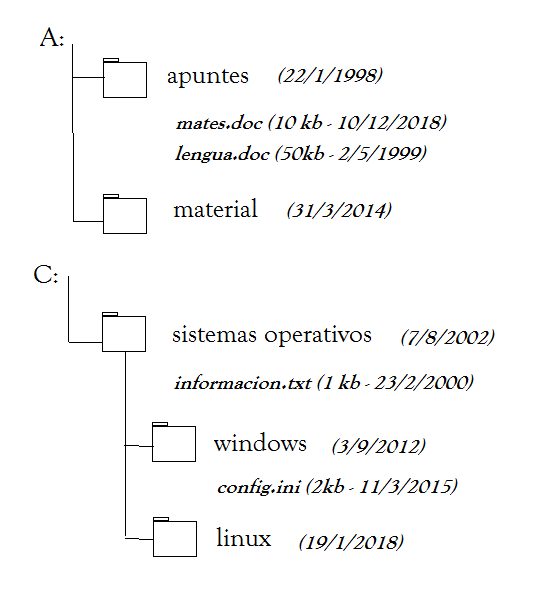 A:
apuntes (22/1/1998)
mates.doc (10 kb - 10/12/2018)
lengua.doc (50kb - 2/5/1999)
material (31/3/2014)
C:
sistemas operativos (7/8/2002)
informacion.txt (1 kb - 23/2/2000)
windows (3/9/2012)
config.ini (2kb - 11/3/2015)
linux (19/1/2018)